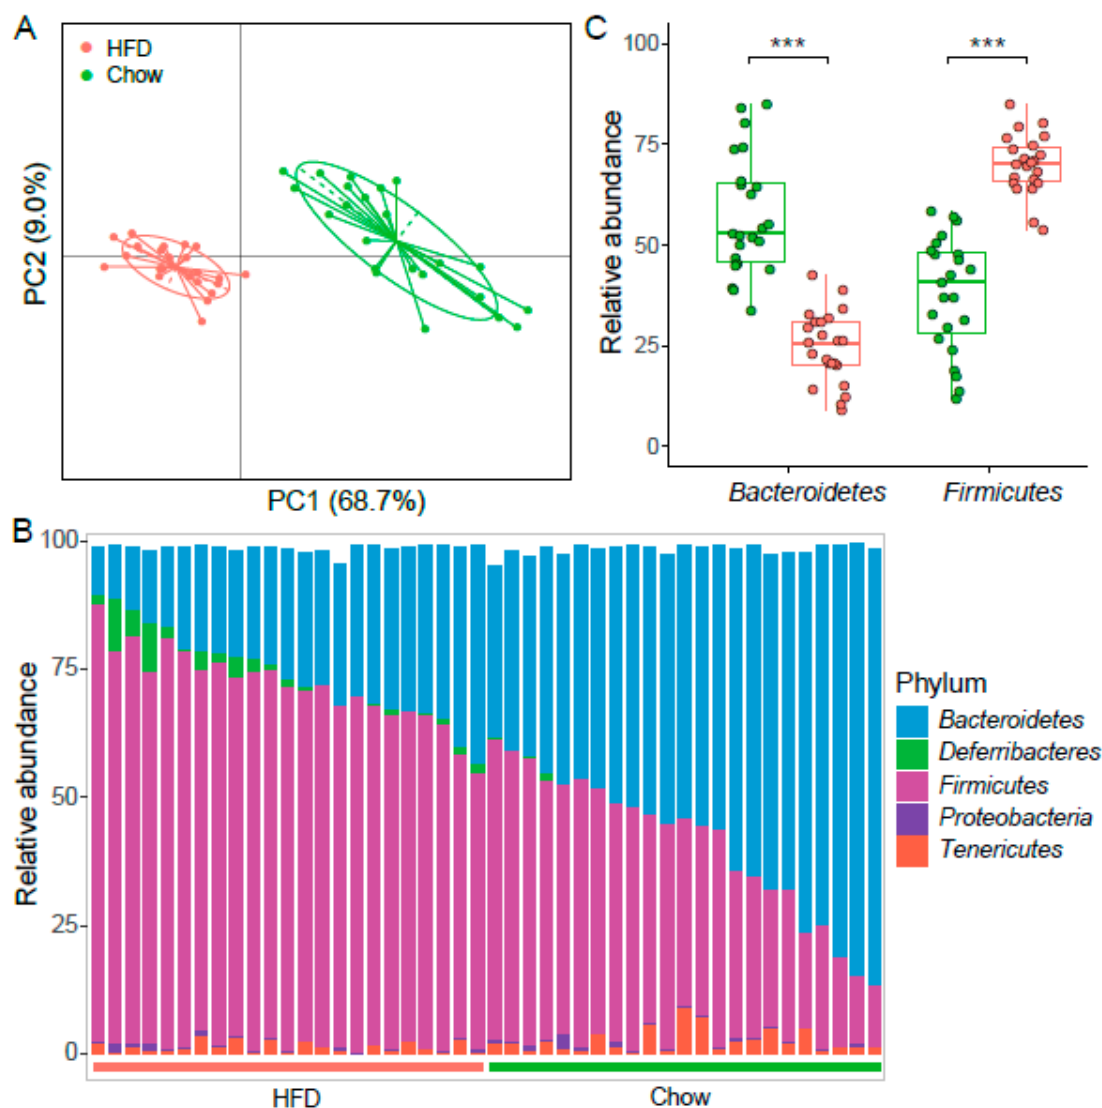 A
HFD
Chow
PC2 (9.0%)
PC1 (68.7%)
C
Relative abundance
100
75
50
25
0
***
***
Bacteroidetes
Firmicutes
B
Relative abundance
100
75
50
25
0
HFD
Chow
Phylum
Bacteroidetes
Deferribacteres
Firmicutes
Proteobacteria
Tenericutes